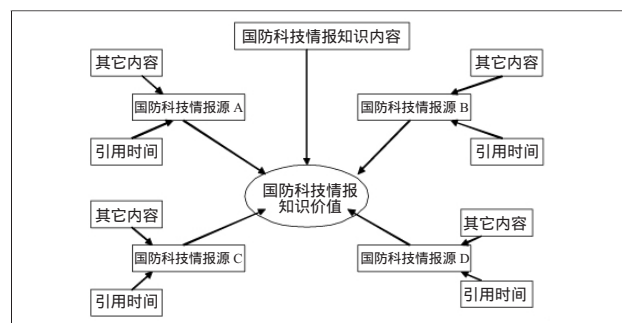 国防科技情报知识内容
其它内容
国防科技情报源 A
引用时间
其它内容
国防科技情报源 B
引用时间
国防科技情报
知识价值
其它内容
国防科技情报源 C
引用时间
其它内容
国防科技情报源 D
引用时间